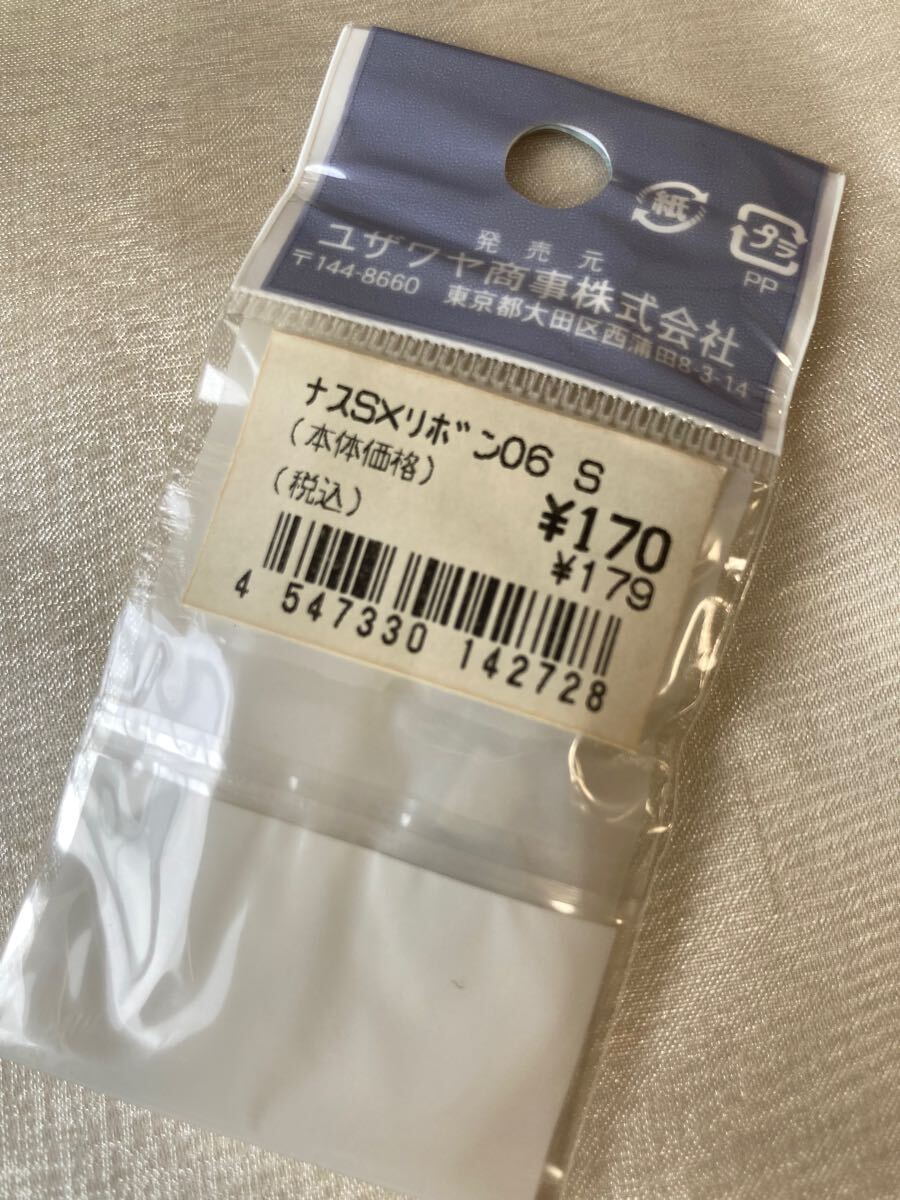 紙
プラ
PP
発売元
ユザワヤ商事株式会社
〒144-8660 東京都大田区西蒲田8-3-14
ﾅｽS×ﾘﾎﾞﾝ06 S
(本体価格) ¥170
(税込) ¥179
4 547330 142728